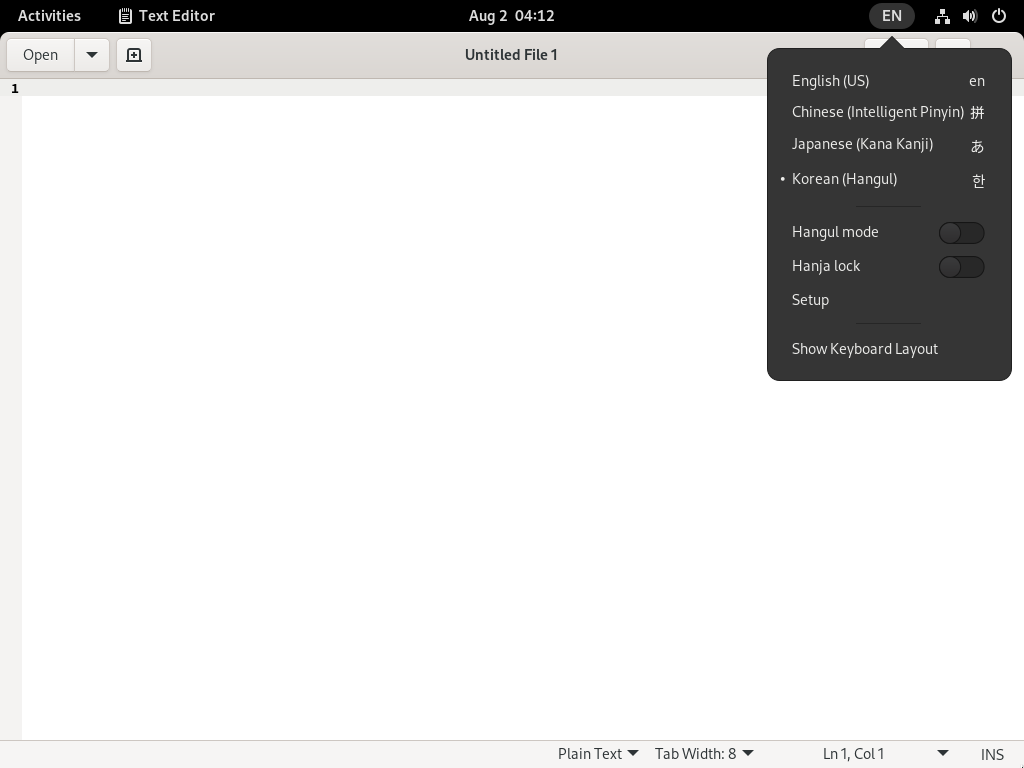 Activities Text Editor Aug 2 04:12 EN
Open Untitled File 1
1
English (US) en
Chinese (Intelligent Pinyin) 拼
Japanese (Kana Kanji) あ
• Korean (Hangul) 한
Hangul mode
Hanja lock
Setup
Show Keyboard Layout
Plain Text Tab Width: 8 Ln 1, Col 1 INS